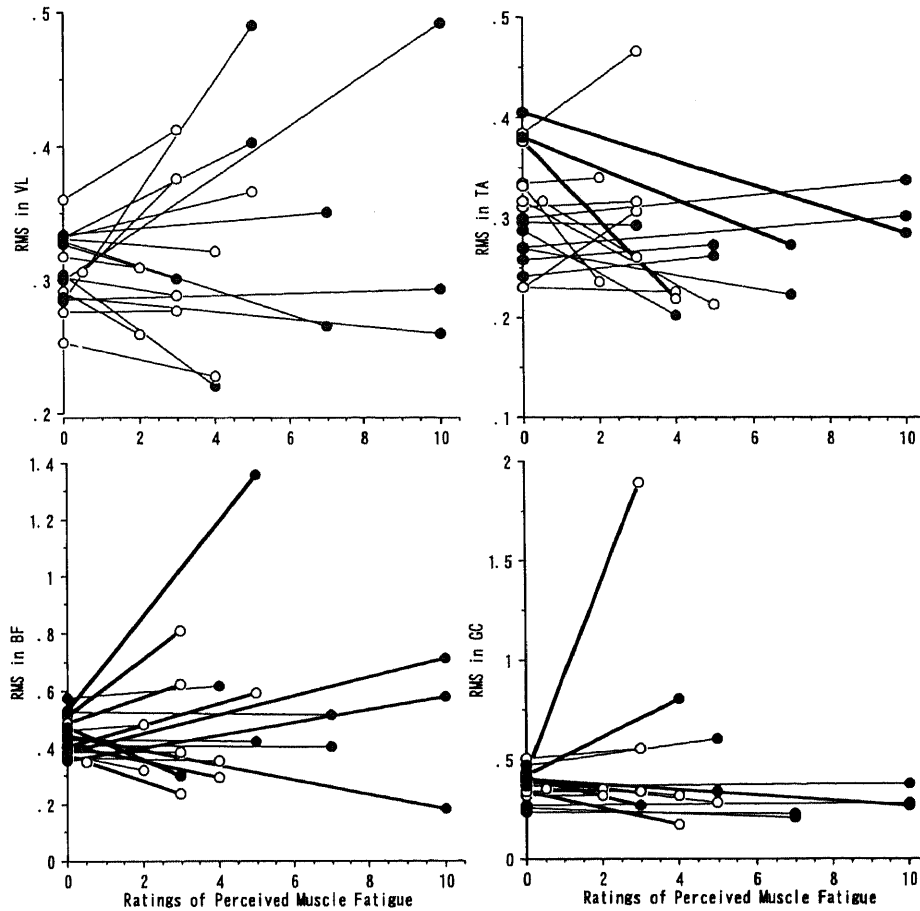 RMS in VL
.5
.4
.3
.2
0 2 4 6 8 10
RMS in TA
.5
.4
.3
.2
.1
0 2 4 6 8 10
RMS in BF
1.4
1.2
1
.8
.6
.4
.2
0
0 2 4 6 8 10
Ratings of Perceived Muscle Fatigue
RMS in GC
2
1.5
1
.5
0
0 2 4 6 8 10
Ratings of Perceived Muscle Fatigue